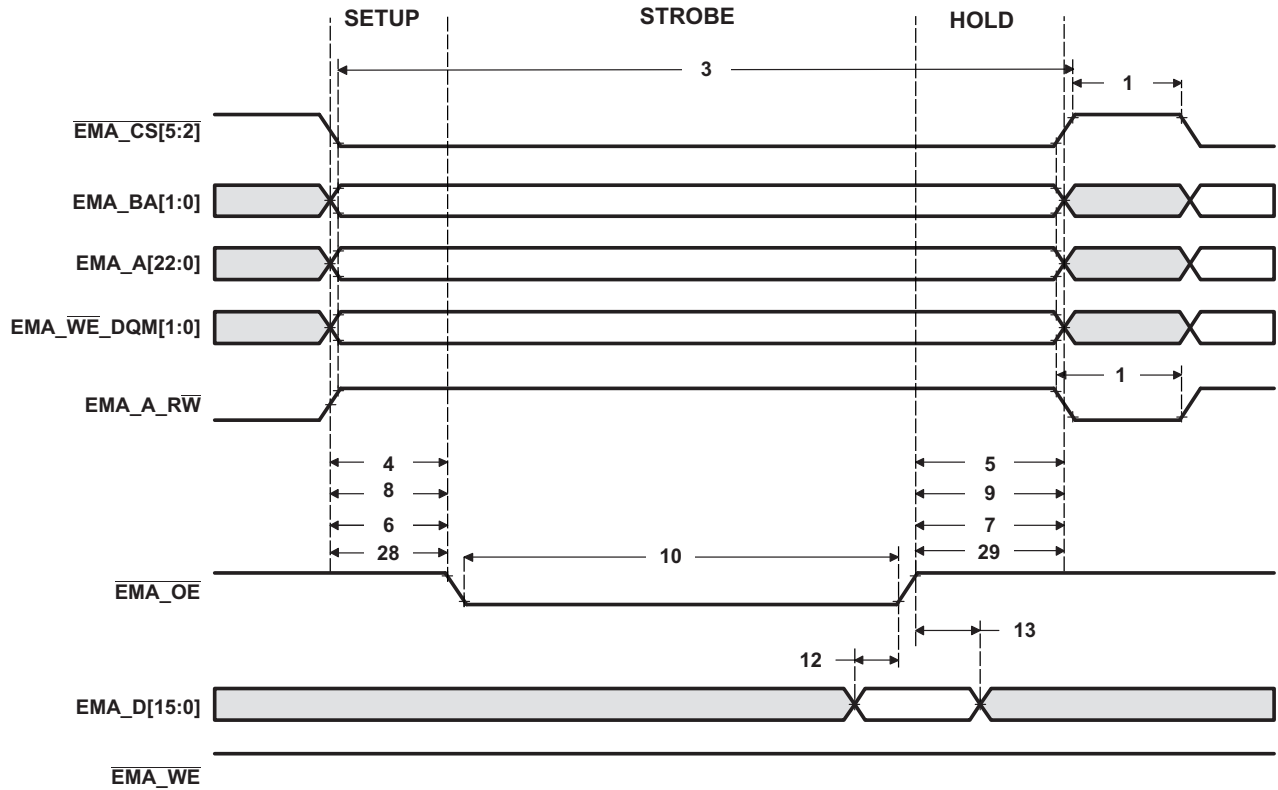 SETUP STROBE HOLD
3
1
EMA_CS[5:2]
EMA_BA[1:0]
EMA_A[22:0]
EMA_WE_DQM[1:0]
1
EMA_A_RW
4 5
8 9
6 7
28 29
10
EMA_OE
13
12
EMA_D[15:0]
EMA_WE